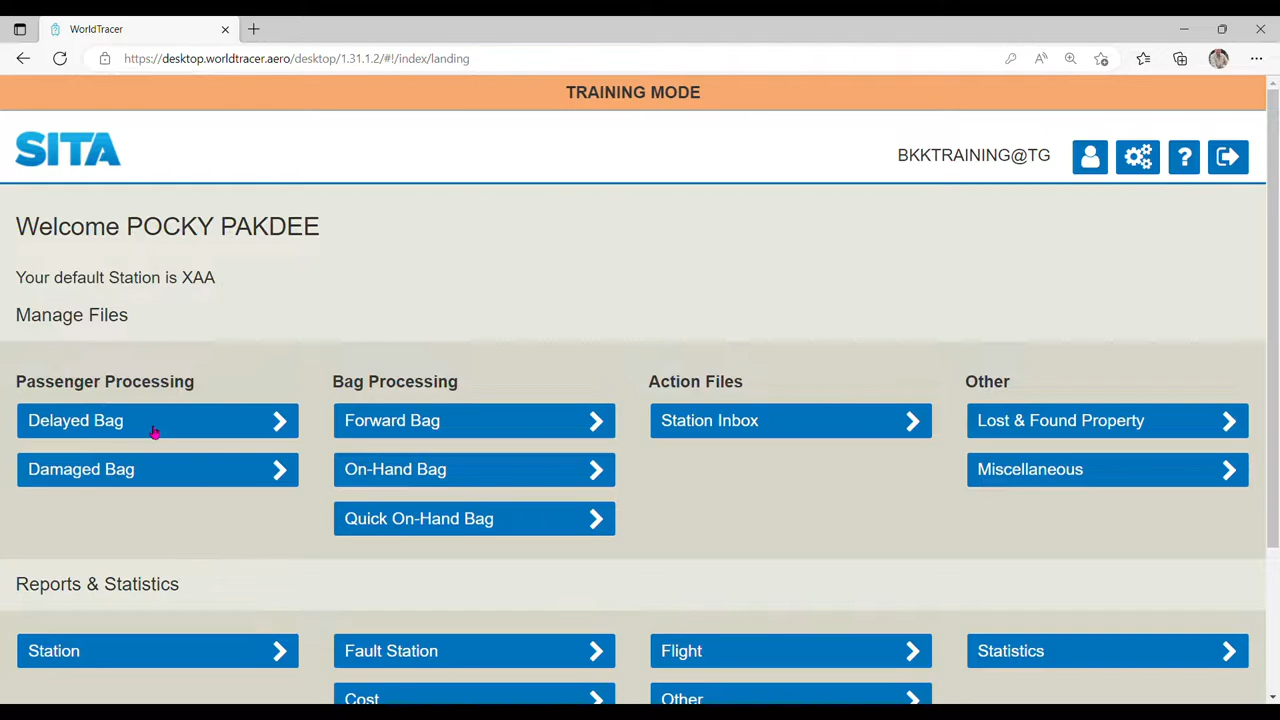 WorldTracer
https://desktop.worldtracer.aero/desktop/1.31.1.2/#!/index/landing
TRAINING MODE
SITA
BKKTRAINING@TG
?
Welcome POCKY PAKDEE
Your default Station is XAA
Manage Files
Passenger Processing
Bag Processing
Action Files
Other
Delayed Bag
Forward Bag
Station Inbox
Lost & Found Property
Damaged Bag
On-Hand Bag
Miscellaneous
Quick On-Hand Bag
Reports & Statistics
Station
Fault Station
Flight
Statistics
Cost
Other